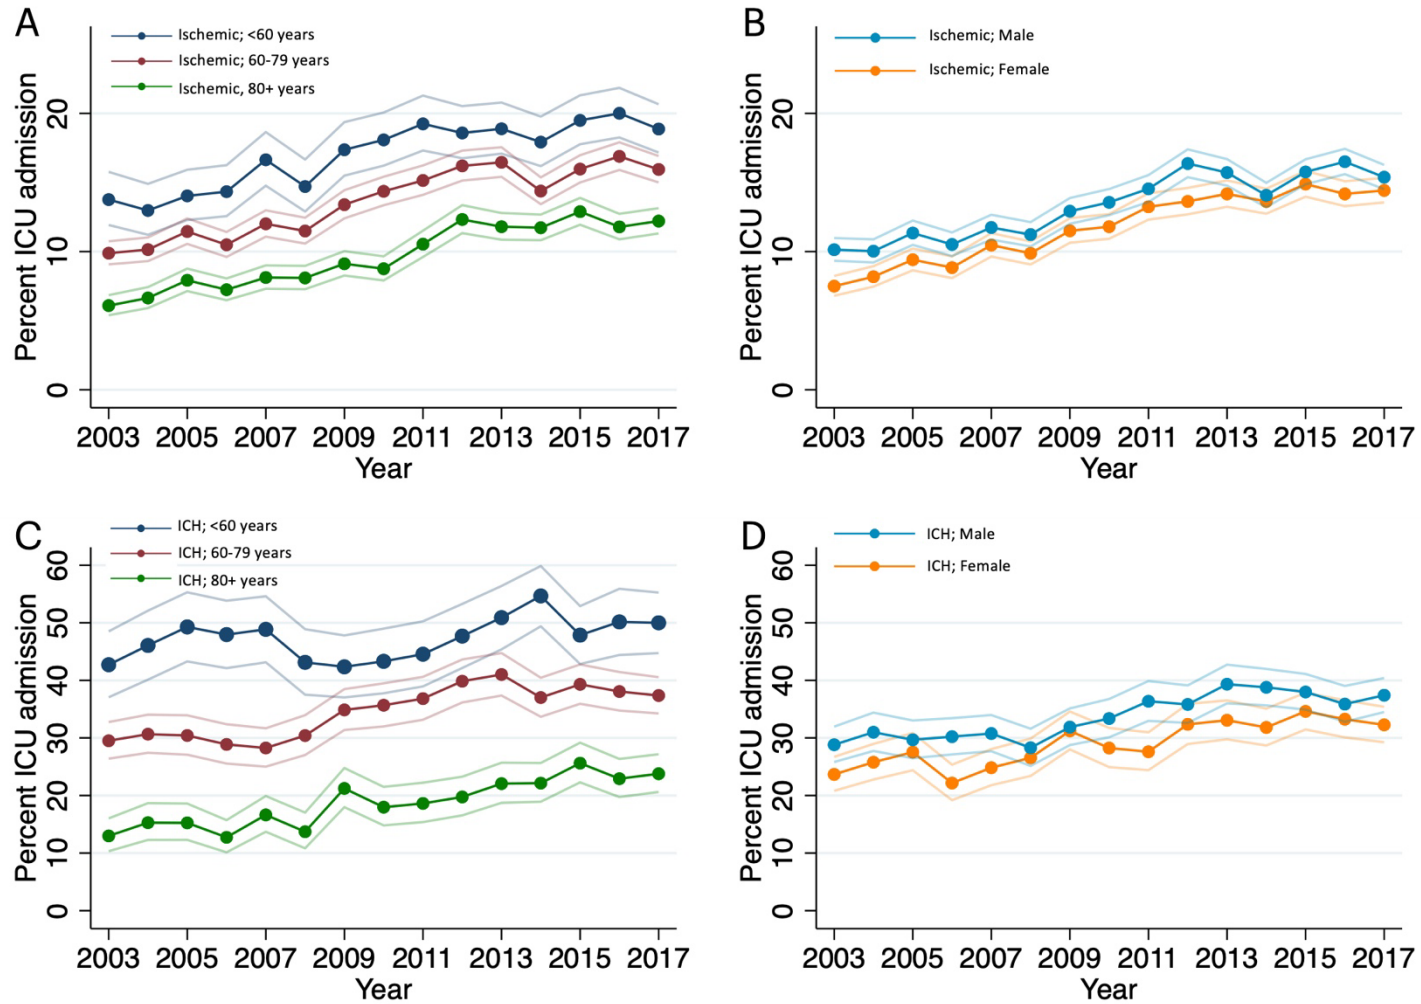 A
Ischemic; <60 years
Ischemic; 60-79 years
Ischemic, 80+ years
Percent ICU admission
20
10
0
2003 2005 2007 2009 2011 2013 2015 2017
Year
B
Ischemic; Male
Ischemic; Female
Percent ICU admission
20
10
0
2003 2005 2007 2009 2011 2013 2015 2017
Year
C
ICH; <60 years
ICH; 60-79 years
ICH; 80+ years
Percent ICU admission
60
50
40
30
20
10
0
2003 2005 2007 2009 2011 2013 2015 2017
Year
D
ICH; Male
ICH; Female
Percent ICU admission
60
50
40
30
20
10
0
2003 2005 2007 2009 2011 2013 2015 2017
Year